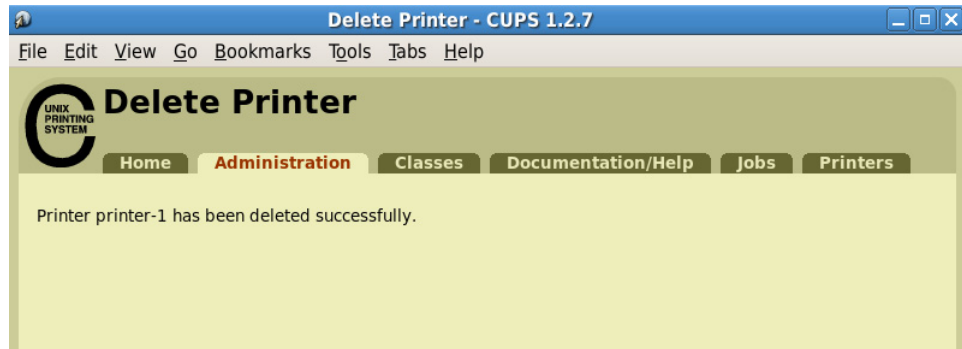 Delete Printer - CUPS 1.2.7
File Edit View Go Bookmarks Tools Tabs Help
UNIX
PRINTING
SYSTEM
Delete Printer
Home Administration Classes Documentation/Help Jobs Printers
Printer printer-1 has been deleted successfully.